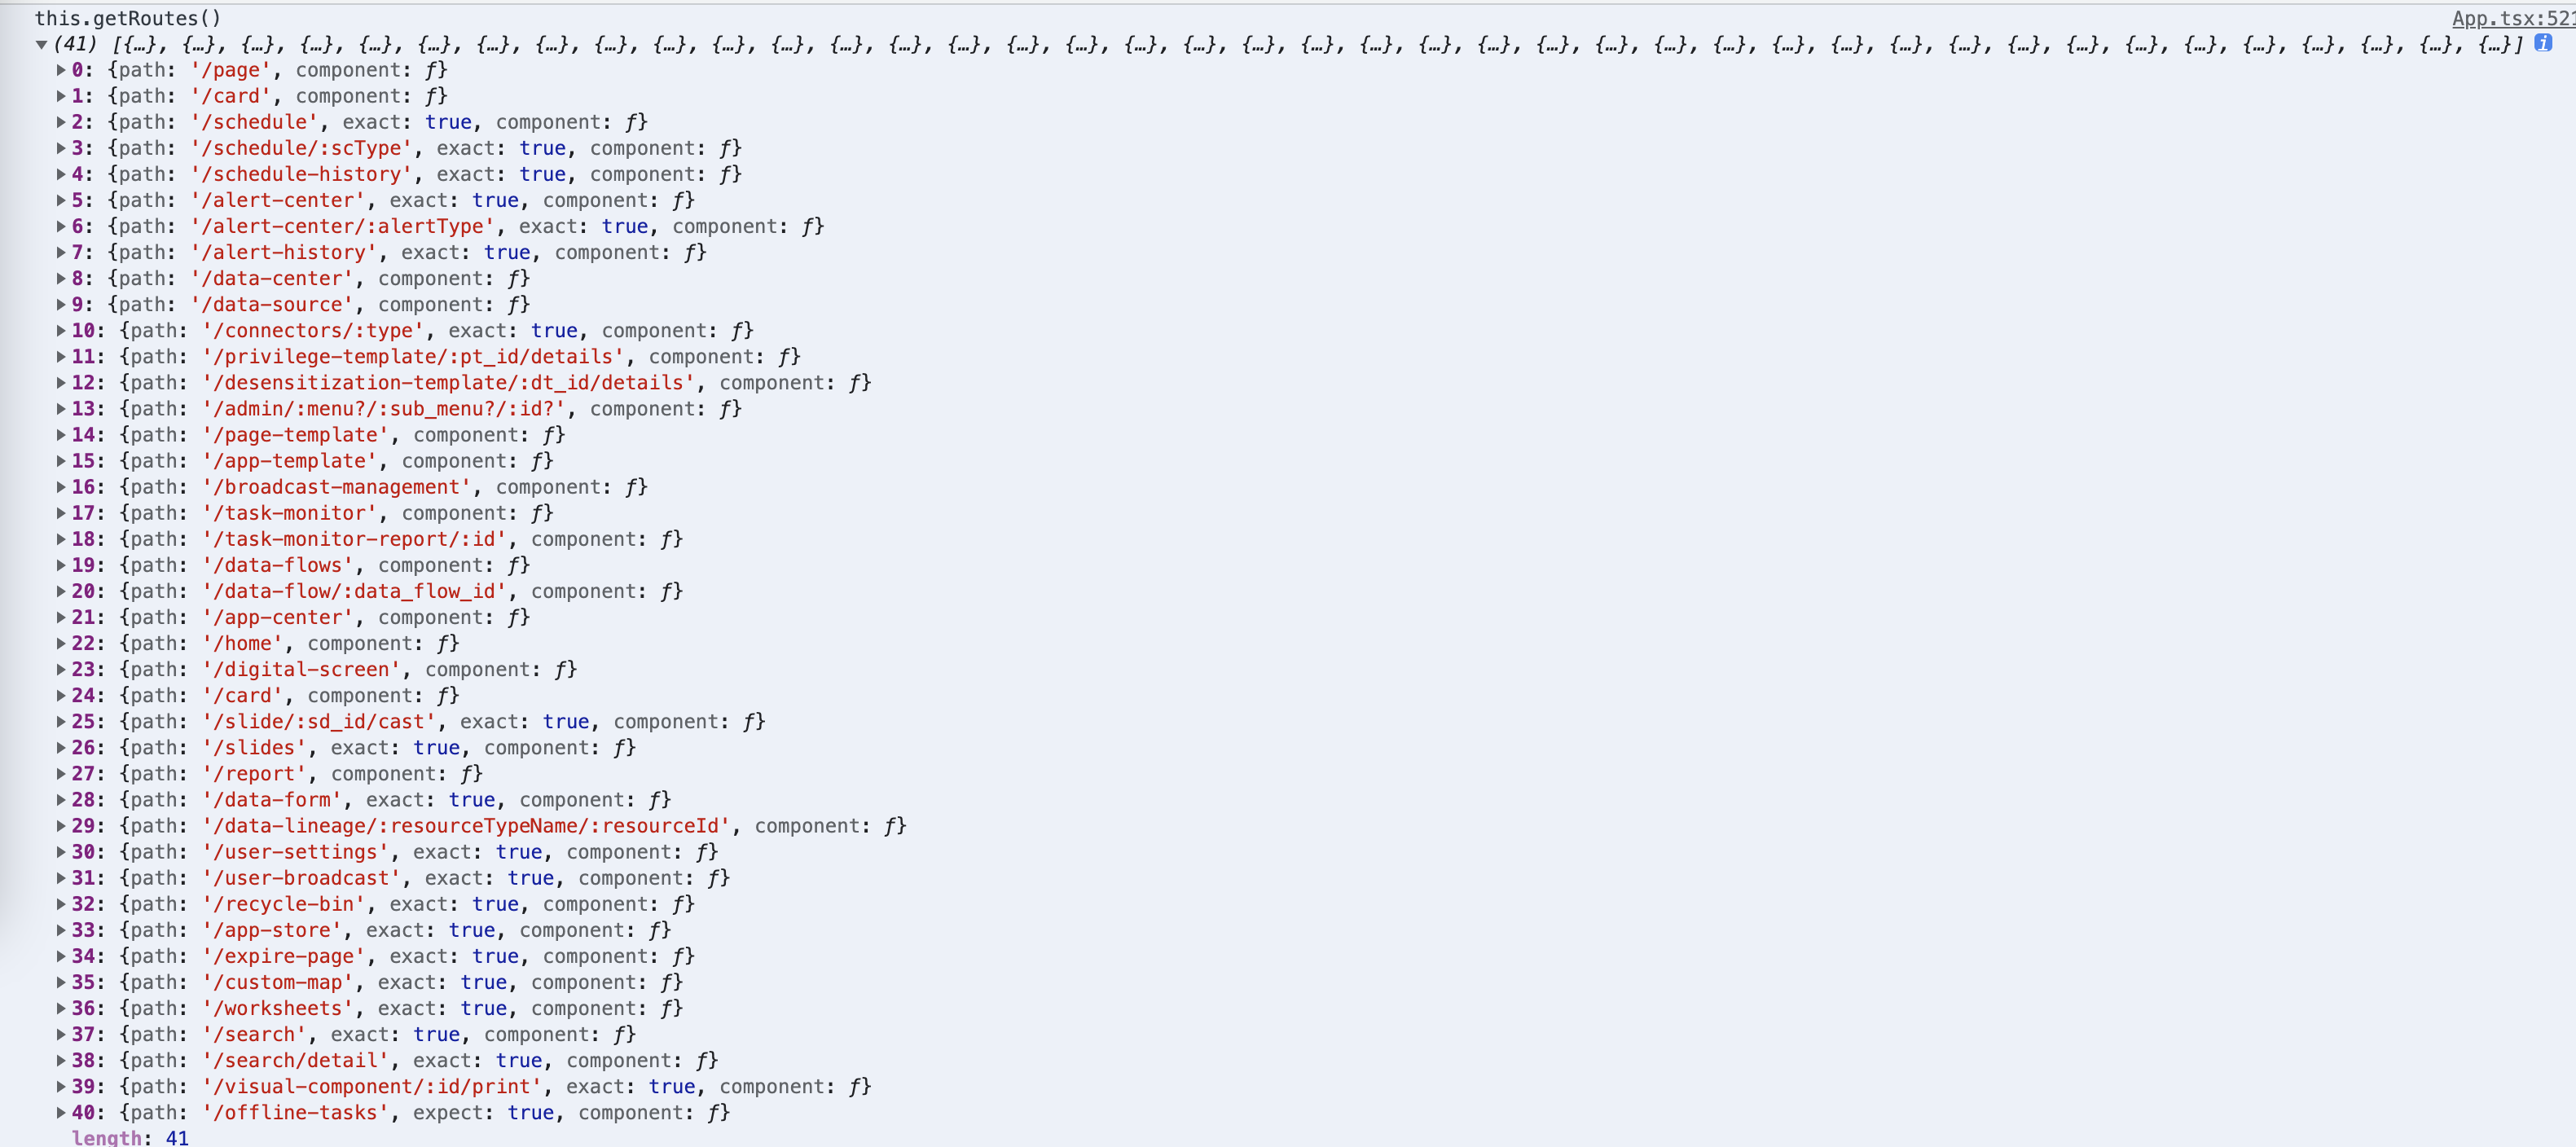 this.getRoutes()
App.tsx:521
▼(41) [{…}, {…}, {…}, {…}, {…}, {…}, {…}, {…}, {…}, {…}, {…}, {…}, {…}, {…}, {…}, {…}, {…}, {…}, {…}, {…}, {…}, {…}, {…}, {…}, {…}, {…}, {…}, {…}, {…}, {…}, {…}, {…}, {…}, {…}, {…}, {…}, {…}, {…}, {…}, {…}, {…}] i
▶0: {path: '/page', component: ƒ}
▶1: {path: '/card', component: ƒ}
▶2: {path: '/schedule', exact: true, component: ƒ}
▶3: {path: '/schedule/:scType', exact: true, component: ƒ}
▶4: {path: '/schedule-history', exact: true, component: ƒ}
▶5: {path: '/alert-center', exact: true, component: ƒ}
▶6: {path: '/alert-center/:alertType', exact: true, component: ƒ}
▶7: {path: '/alert-history', exact: true, component: ƒ}
▶8: {path: '/data-center', component: ƒ}
▶9: {path: '/data-source', component: ƒ}
▶10: {path: '/connectors/:type', exact: true, component: ƒ}
▶11: {path: '/privilege-template/:pt_id/details', component: ƒ}
▶12: {path: '/desensitization-template/:dt_id/details', component: ƒ}
▶13: {path: '/admin/:menu?/:sub_menu?/:id?', component: ƒ}
▶14: {path: '/page-template', component: ƒ}
▶15: {path: '/app-template', component: ƒ}
▶16: {path: '/broadcast-management', component: ƒ}
▶17: {path: '/task-monitor', component: ƒ}
▶18: {path: '/task-monitor-report/:id', component: ƒ}
▶19: {path: '/data-flows', component: ƒ}
▶20: {path: '/data-flow/:data_flow_id', component: ƒ}
▶21: {path: '/app-center', component: ƒ}
▶22: {path: '/home', component: ƒ}
▶23: {path: '/digital-screen', component: ƒ}
▶24: {path: '/card', component: ƒ}
▶25: {path: '/slide/:sd_id/cast', exact: true, component: ƒ}
▶26: {path: '/slides', exact: true, component: ƒ}
▶27: {path: '/report', component: ƒ}
▶28: {path: '/data-form', exact: true, component: ƒ}
▶29: {path: '/data-lineage/:resourceTypeName/:resourceId', component: ƒ}
▶30: {path: '/user-settings', exact: true, component: ƒ}
▶31: {path: '/user-broadcast', exact: true, component: ƒ}
▶32: {path: '/recycle-bin', exact: true, component: ƒ}
▶33: {path: '/app-store', exact: true, component: ƒ}
▶34: {path: '/expire-page', exact: true, component: ƒ}
▶35: {path: '/custom-map', exact: true, component: ƒ}
▶36: {path: '/worksheets', exact: true, component: ƒ}
▶37: {path: '/search', exact: true, component: ƒ}
▶38: {path: '/search/detail', exact: true, component: ƒ}
▶39: {path: '/visual-component/:id/print', exact: true, component: ƒ}
▶40: {path: '/offline-tasks', expect: true, component: ƒ}
length: 41